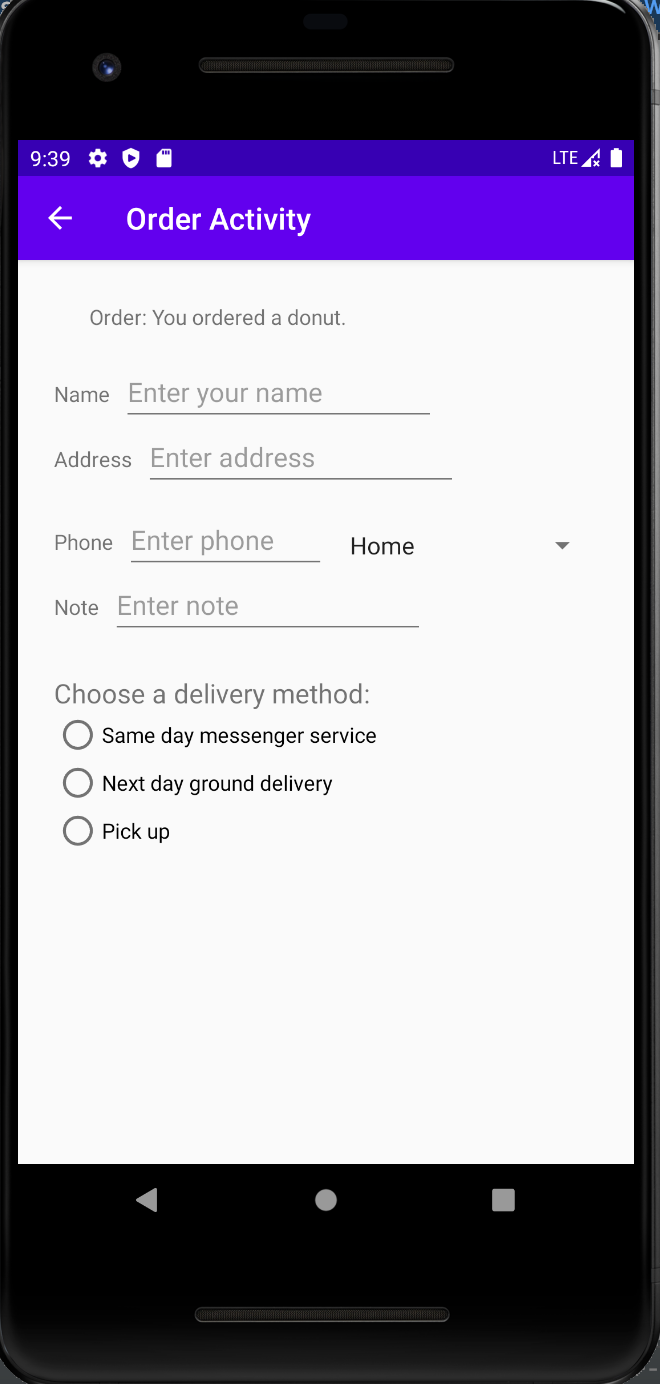 9:39 LTE
Order Activity
Order: You ordered a donut.
Name Enter your name
Address Enter address
Phone Enter phone Home
Note Enter note
Choose a delivery method:
Same day messenger service
Next day ground delivery
Pick up